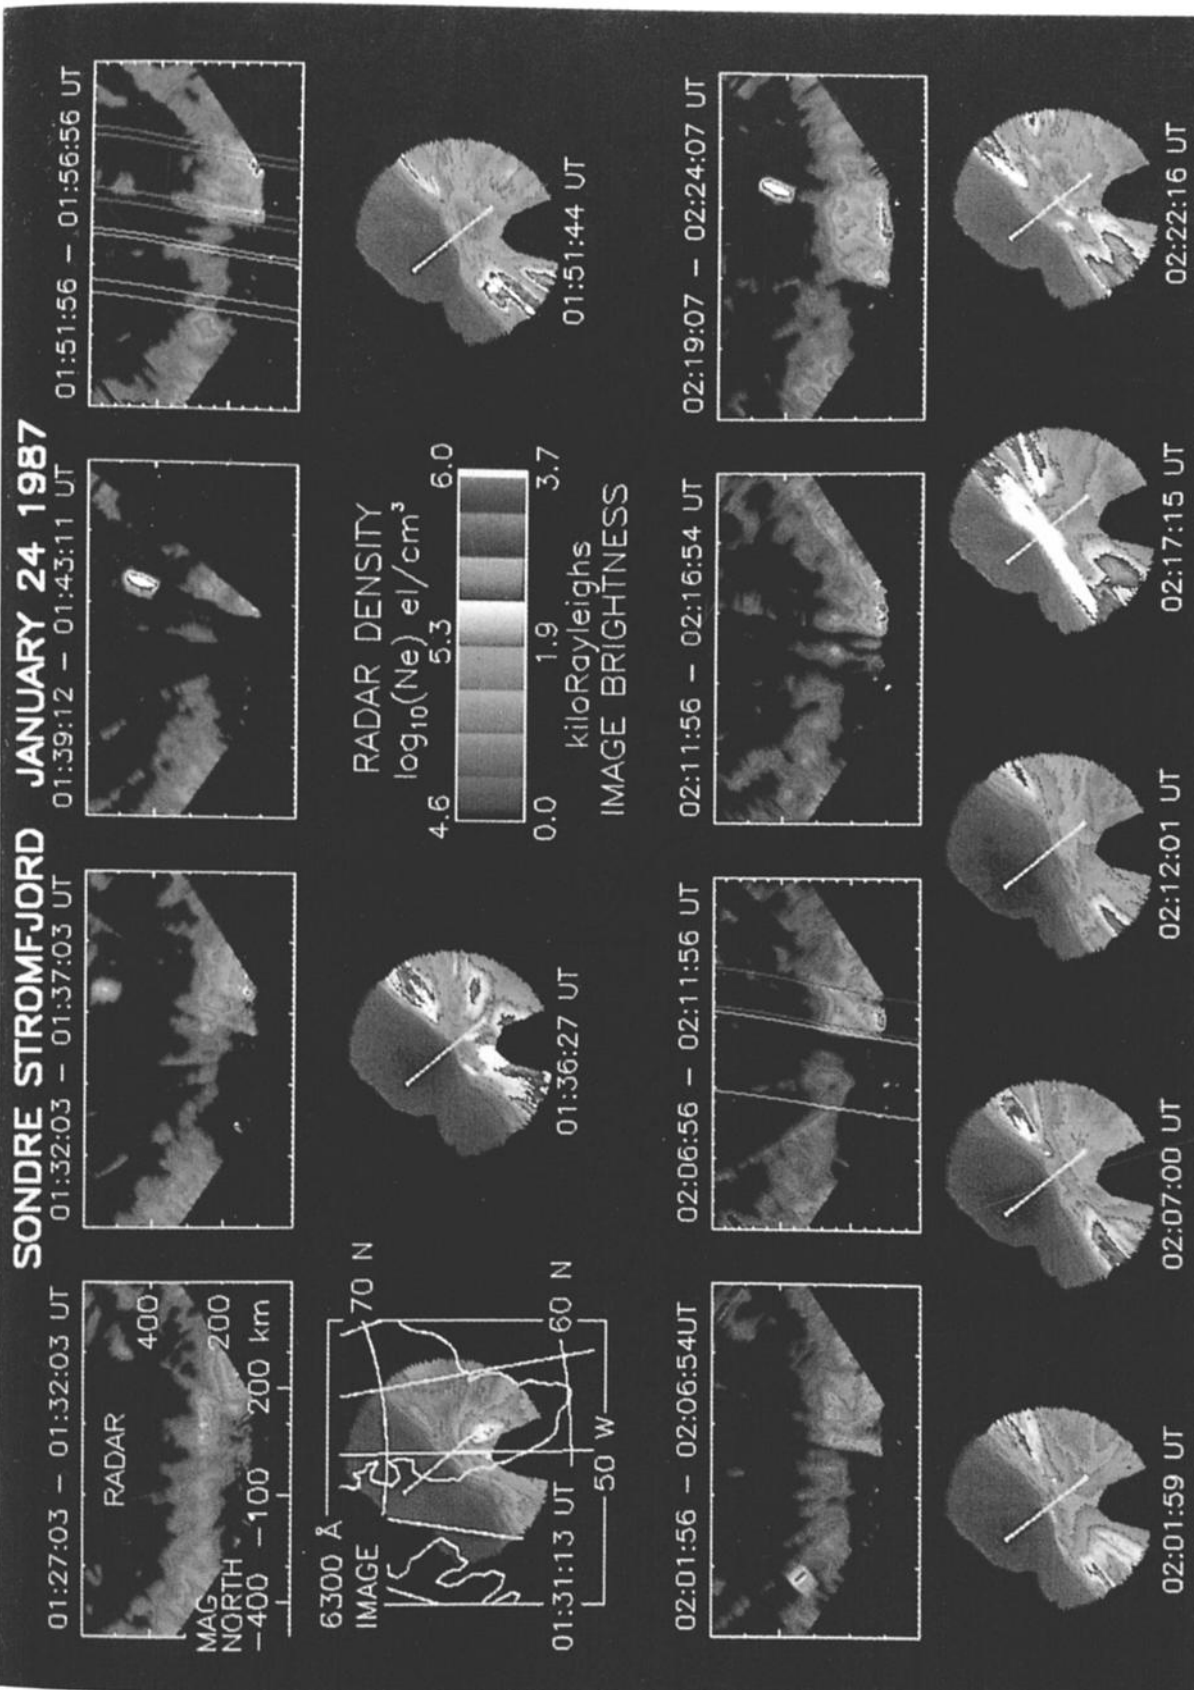 SONDRE STROMFJORD JANUARY 24 1987
01:27:03 – 01:32:03 UT
01:32:03 – 01:37:03 UT
01:39:12 – 01:43:11 UT
01:51:56 – 01:56:56 UT
RADAR
400
200
MAG
NORTH
−400 −100 200 km
6300 Å
IMAGE
70 N
60 N
50 W
01:31:13 UT
01:36:27 UT
RADAR DENSITY
log10(Ne) el/cm³
4.6 5.3 6.0
0.0 1.9 3.7
kiloRayleighs
IMAGE BRIGHTNESS
01:51:44 UT
02:01:56 – 02:06:54UT
02:06:56 – 02:11:56 UT
02:11:56 – 02:16:54 UT
02:19:07 – 02:24:07 UT
02:01:59 UT
02:07:00 UT
02:12:01 UT
02:17:15 UT
02:22:16 UT